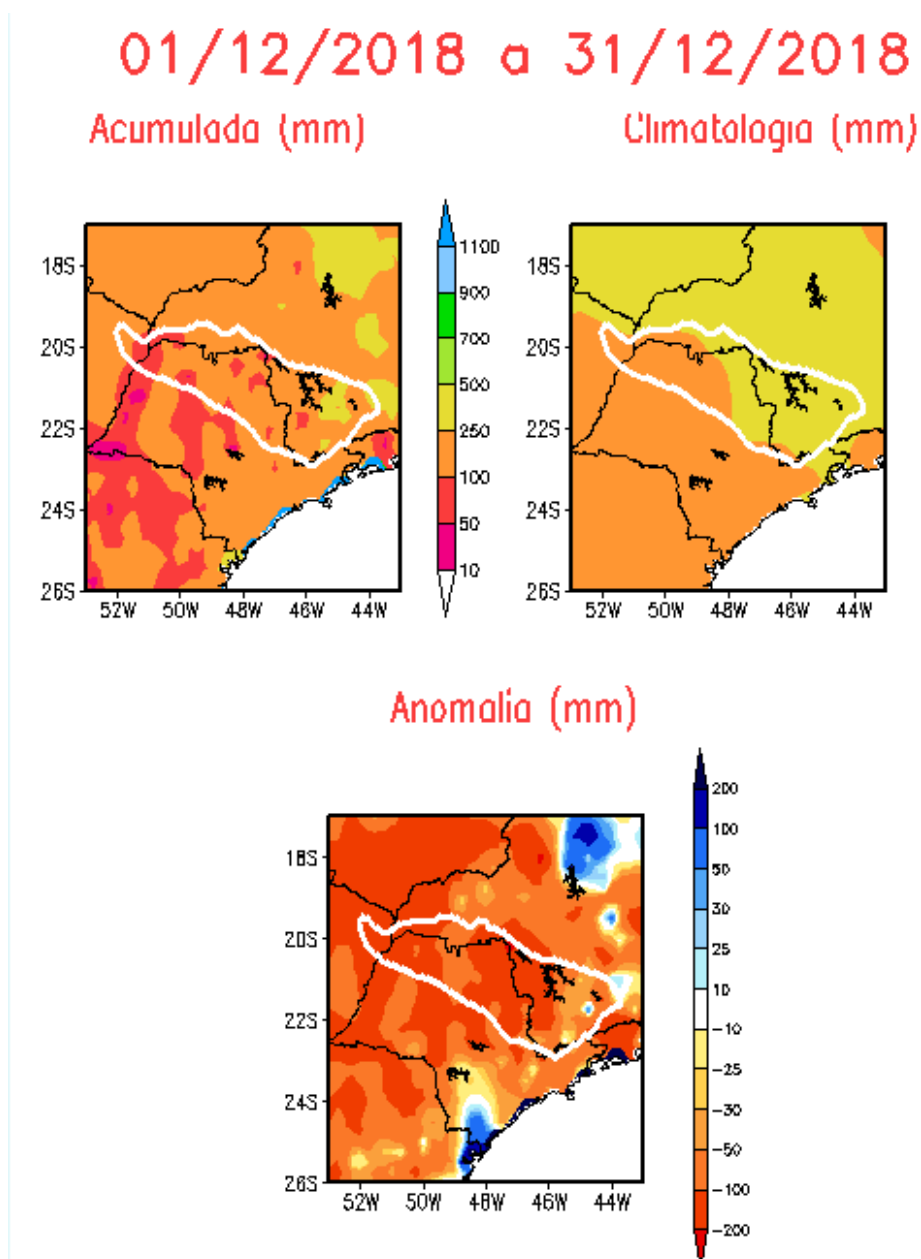 01/12/2018 a 31/12/2018
Acumulada (mm)
Climatologia (mm)
18S
20S
22S
24S
26S
52W 50W 48W 46W 44W
1100
900
700
500
250
100
50
10
18S
20S
22S
24S
26S
52W 50W 48W 46W 44W
Anomalia (mm)
18S
20S
22S
24S
26S
52W 50W 48W 46W 44W
200
100
50
30
25
10
-10
-25
-30
-50
-100
-200